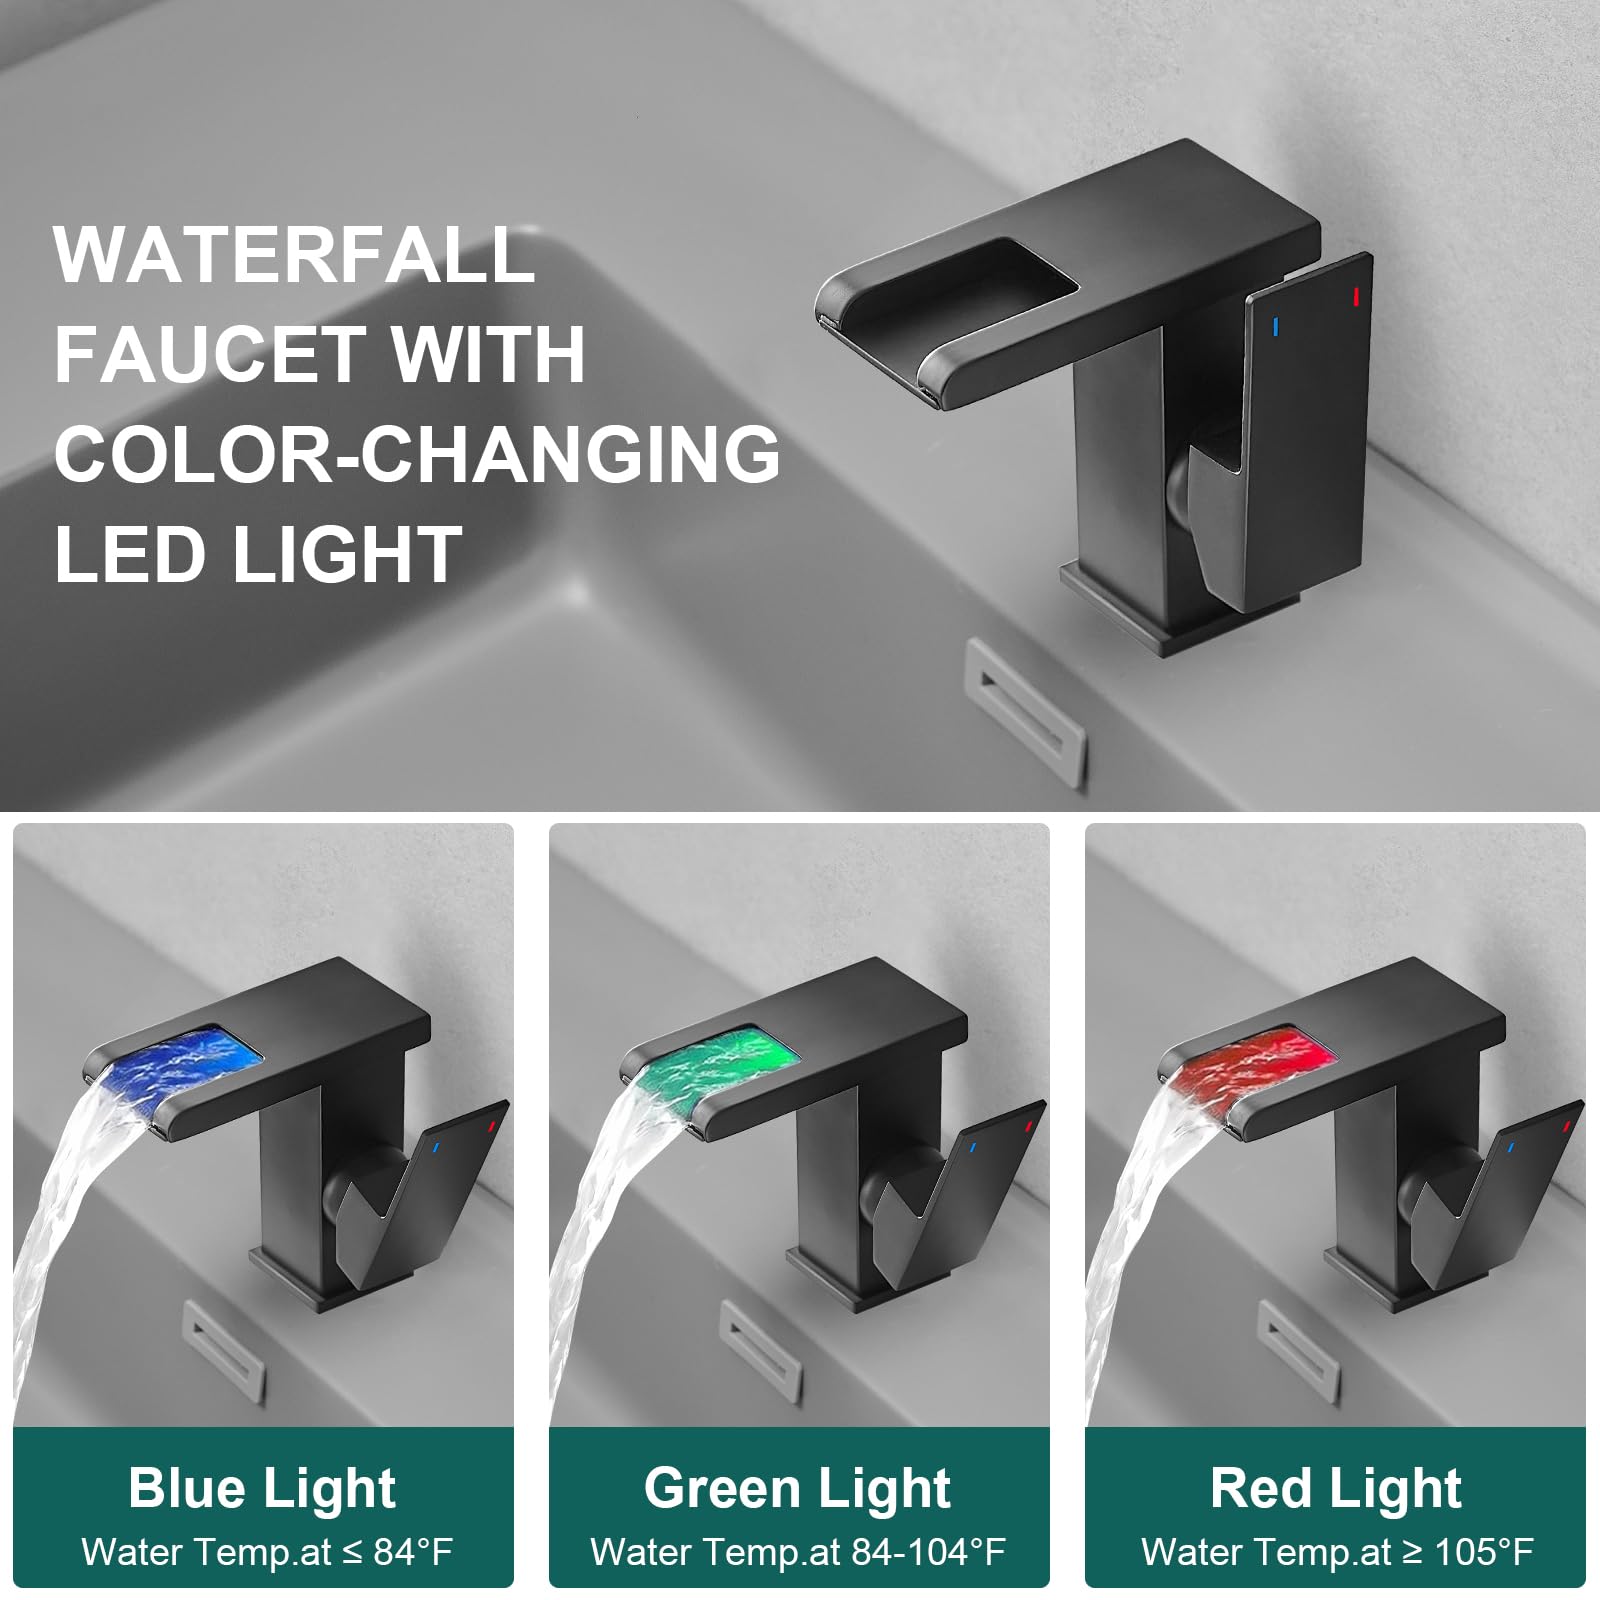 WATERFALL
FAUCET WITH
COLOR-CHANGING
LED LIGHT
Blue Light
Water Temp.at ≤ 84°F
Green Light
Water Temp.at 84-104°F
Red Light
Water Temp.at ≥ 105°F